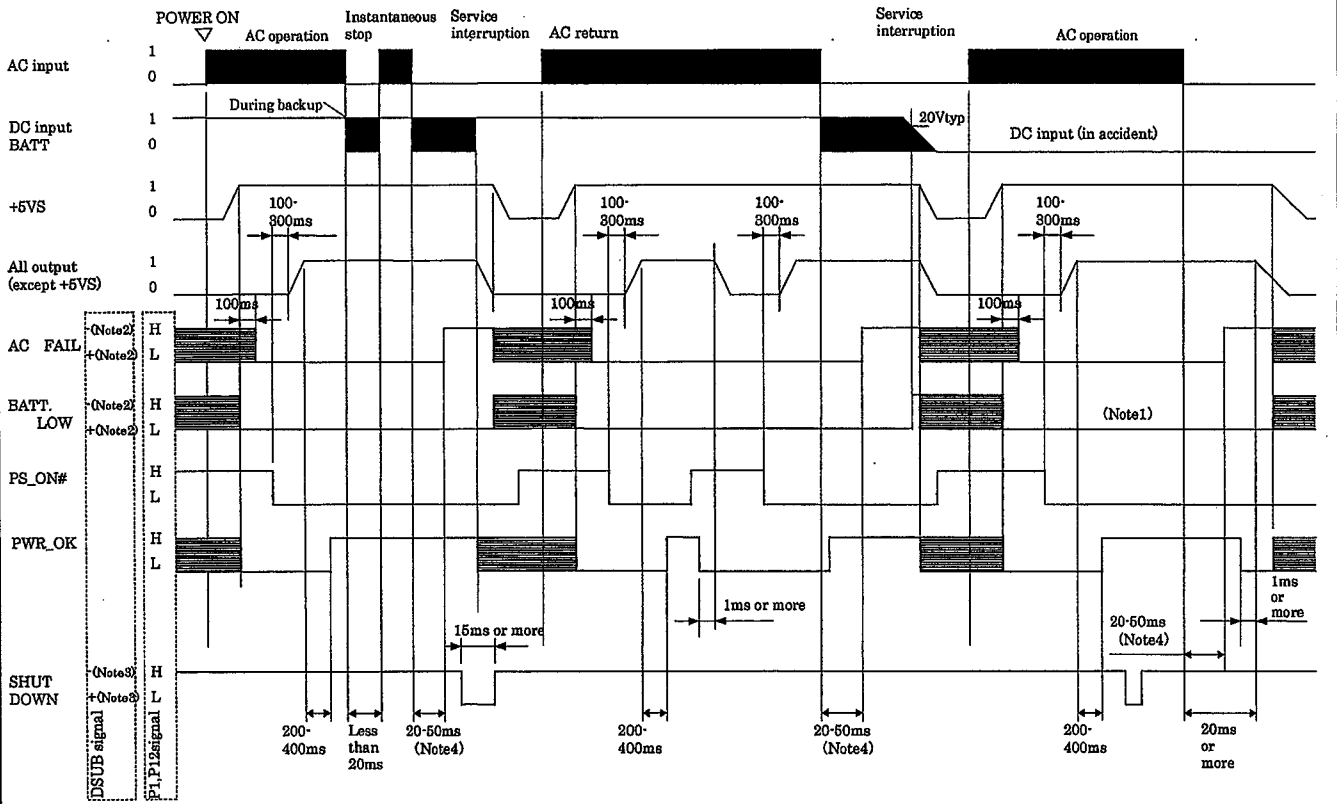 POWER ON
AC operation
Instantaneous
stop
Service
interruption
AC return
Service
interruption
AC operation
AC input
1
0
During backup
DC input
BATT
1
0
20Vtyp
DC input (in accident)
+5VS
1
0
100-
300ms
100-
300ms
100-
300ms
100-
300ms
All output
(except +5VS)
1
0
100ms
100ms
100ms
AC FAIL
-(Note2) H
+(Note2) L
BATT.
LOW
-(Note2) H
+(Note2) L
(Note1)
PS_ON#
H
L
PWR_OK
H
L
15ms or more
1ms or more
20-50ms
(Note4)
1ms
or
more
SHUT
DOWN
-(Note3) H
+(Note3) L
DSUB signal
P1,P12signal
200-
400ms
Less
than
20ms
20-50ms
(Note4)
200-
400ms
20-50ms
(Note4)
200-
400ms
20ms
or
more